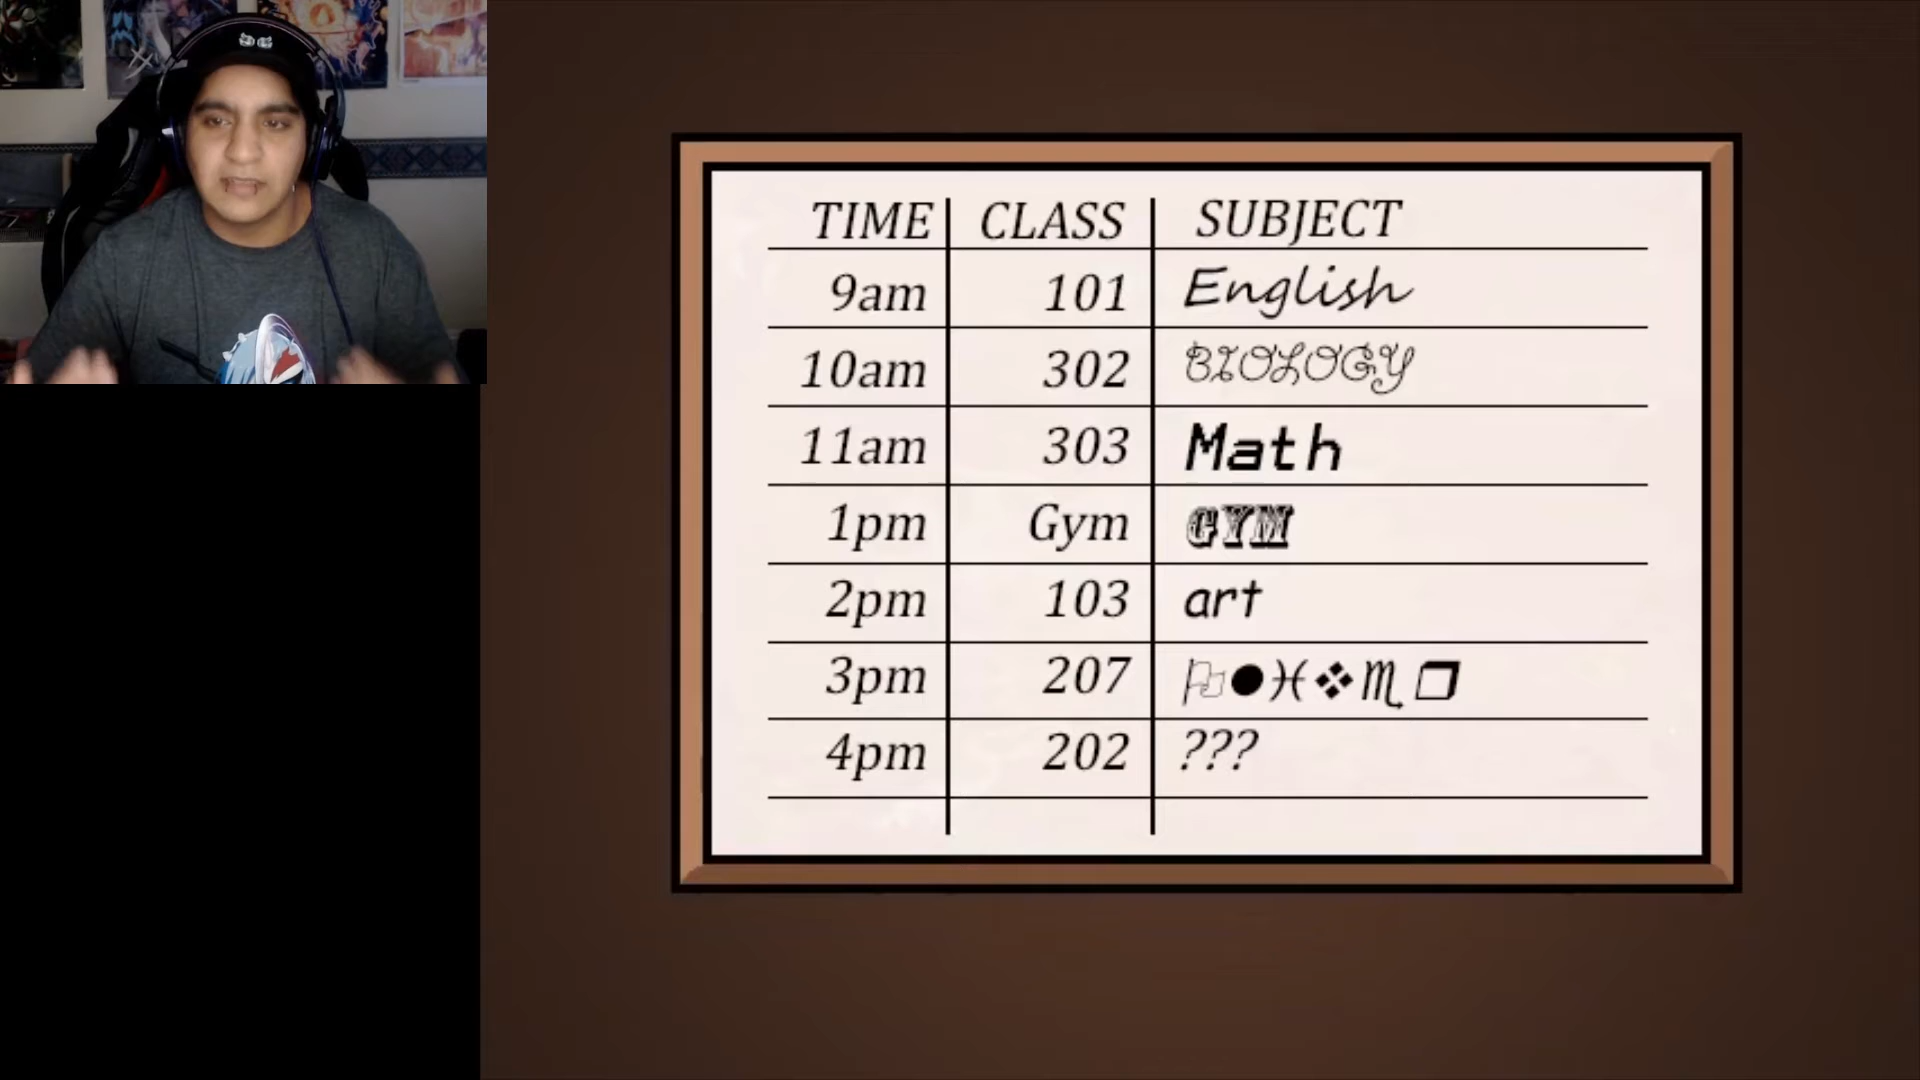 TIME CLASS SUBJECT
9am 101 English
10am 302 BIOLOGY
11am 303 Math
1pm Gym GYM
2pm 103 art
3pm 207 ⚐●♓❖♏❒
4pm 202 ???